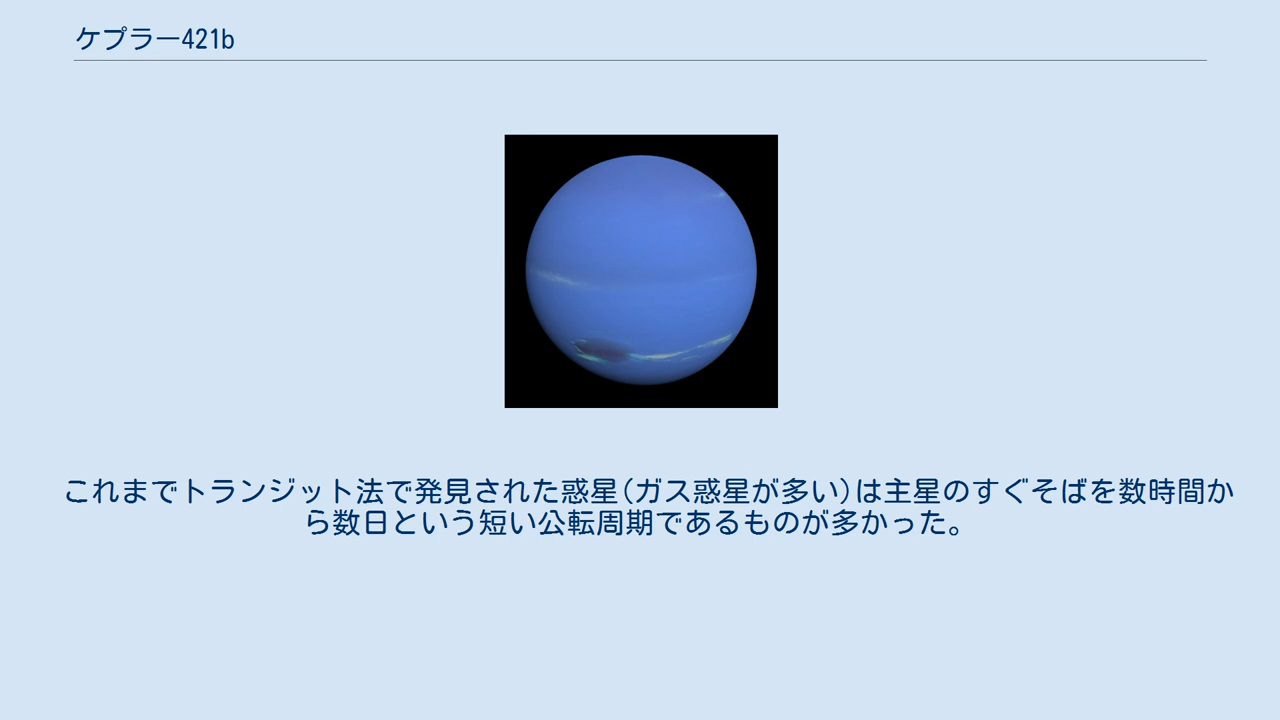 ケプラー421b
これまでトランジット法で発見された惑星(ガス惑星が多い)は主星のすぐそばを数時間か
ら数日という短い公転周期であるものが多かった。